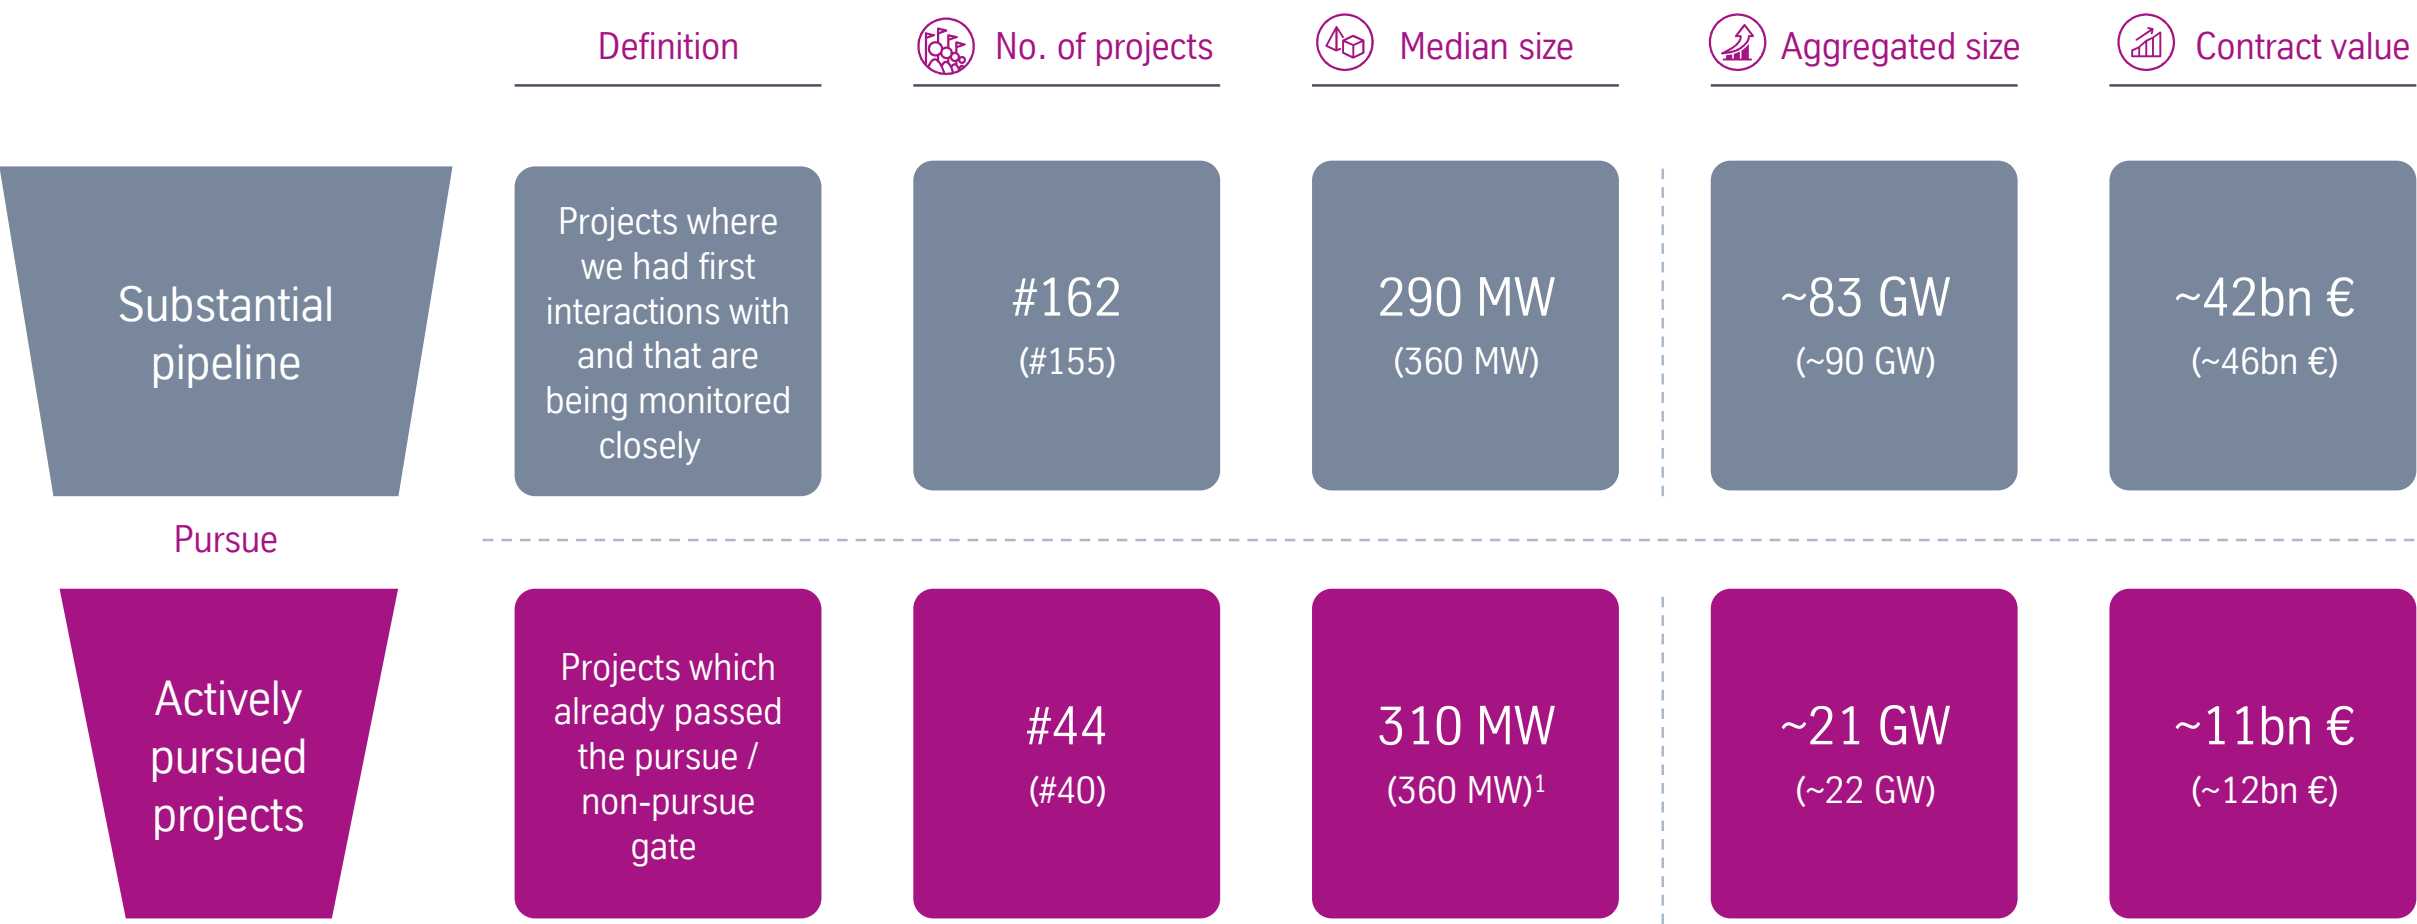 Definition
No. of projects
Median size
Aggregated size
Contract value
Substantial
pipeline
Projects where
we had first
interactions with
and that are
being monitored
closely
#162
(#155)
290 MW
(360 MW)
~83 GW
(~90 GW)
~42bn €
(~46bn €)
Pursue
Actively
pursued
projects
Projects which
already passed
the pursue /
non-pursue
gate
#44
(#40)
310 MW
(360 MW)¹
~21 GW
(~22 GW)
~11bn €
(~12bn €)